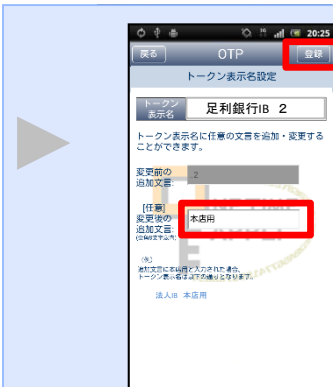 20:25
戻る OTP 登録
トークン表示名設定
トークン
表示名
足利銀行IB 2
トークン表示名に任意の文言を追加・変更する
ことができます。
変更前の
追加文言:
2
[任意]
変更後の
追加文言:
本店用
(例)
追加文言に本店用と入力された場合、
トークン表示名は以下の通りとなります。
法人IB 本店用